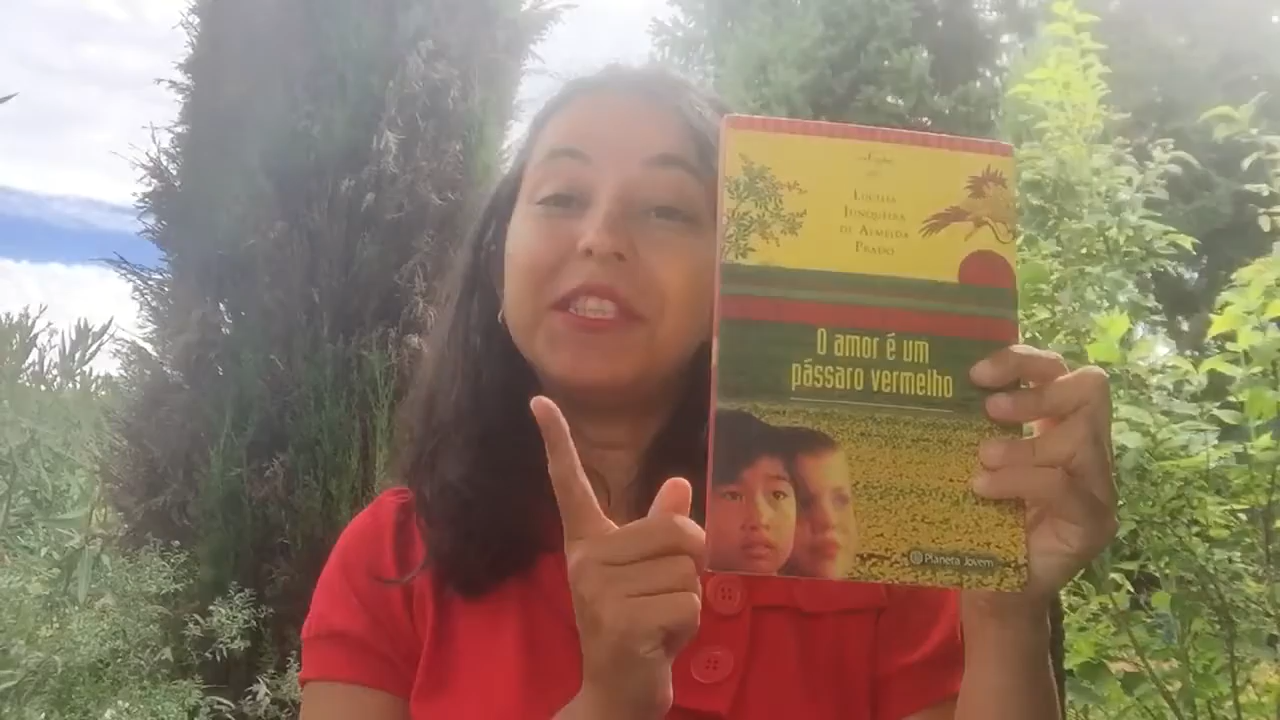 LUCÍLIA
JUNQUEIRA
DE ALMEIDA
PRADO
O amor é um
pássaro vermelho
Planeta Jovem